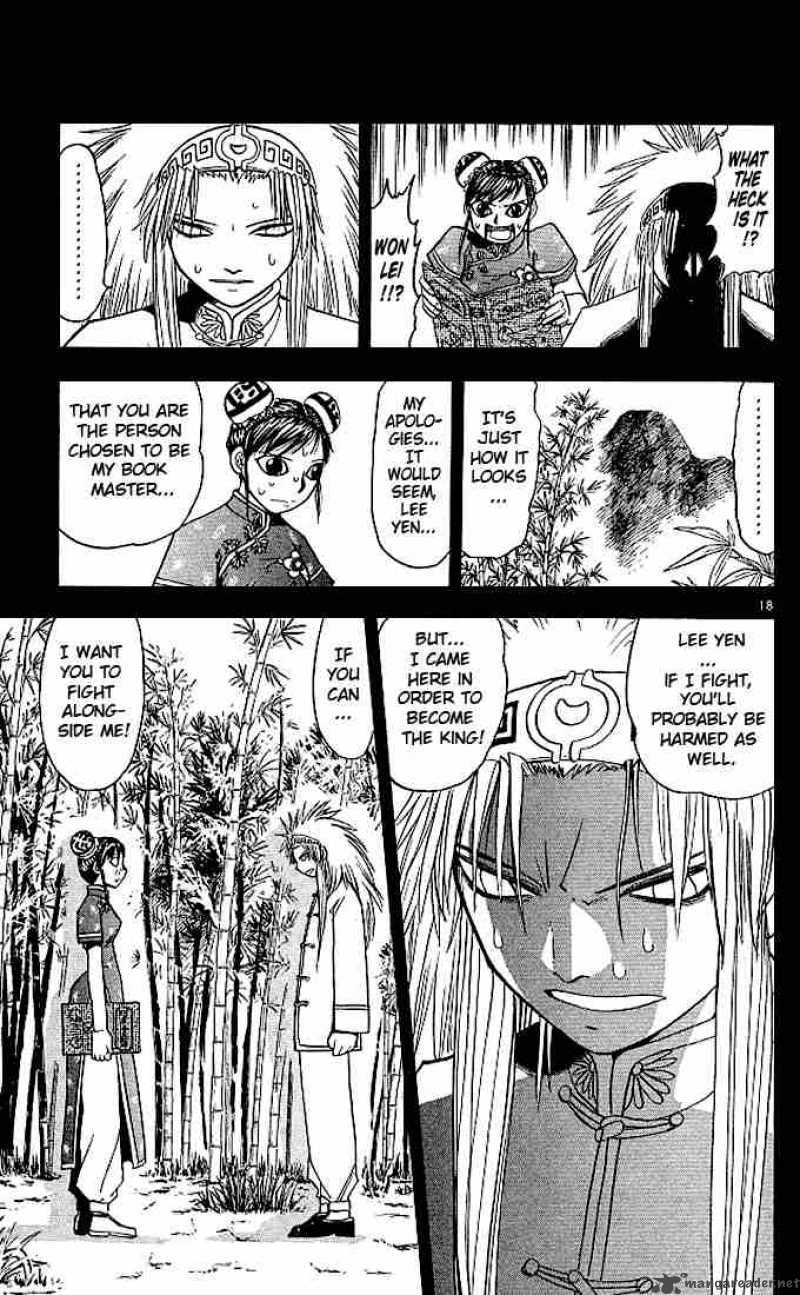 WHAT
THE
HECK
IS IT
!?
WON
LEI
!!?
.........
.........
IT'S
JUST
HOW IT
LOOKS
...
MY
APOLO-
GIES...
IT
WOULD
SEEM,
LEE
YEN...
THAT YOU ARE
THE PERSON
CHOSEN TO BE
MY BOOK
MASTER...
18
LEE YEN
...
IF I FIGHT,
YOU'LL
PROBABLY BE
HARMED AS
WELL.
BUT...
I CAME
HERE IN
ORDER TO
BECOME
THE KING!
IF
YOU
CAN
...
I WANT
YOU TO
FIGHT
ALONG-
SIDE ME!
mangareader.net